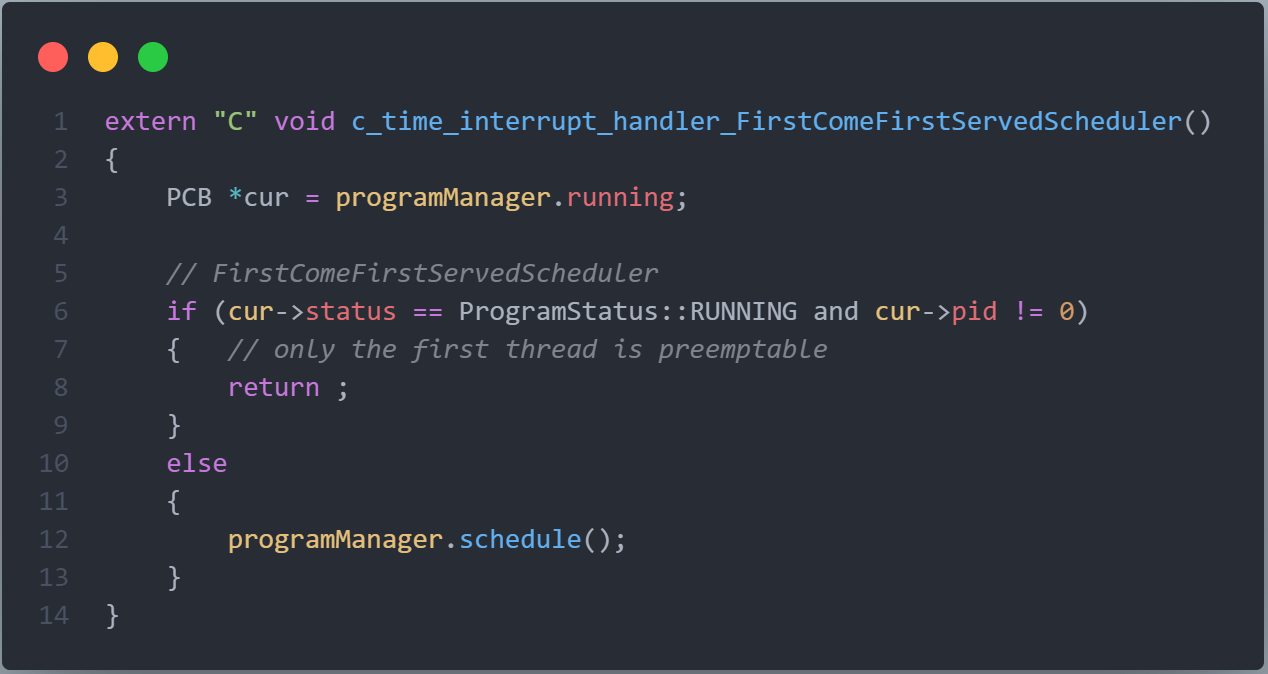 1 extern "C" void c_time_interrupt_handler_FirstComeFirstServedScheduler()
2 {
3     PCB *cur = programManager.running;
4
5     // FirstComeFirstServedScheduler
6     if (cur->status == ProgramStatus::RUNNING and cur->pid != 0)
7     {   // only the first thread is preemptable
8         return ;
9     }
10     else
11     {
12         programManager.schedule();
13     }
14 }